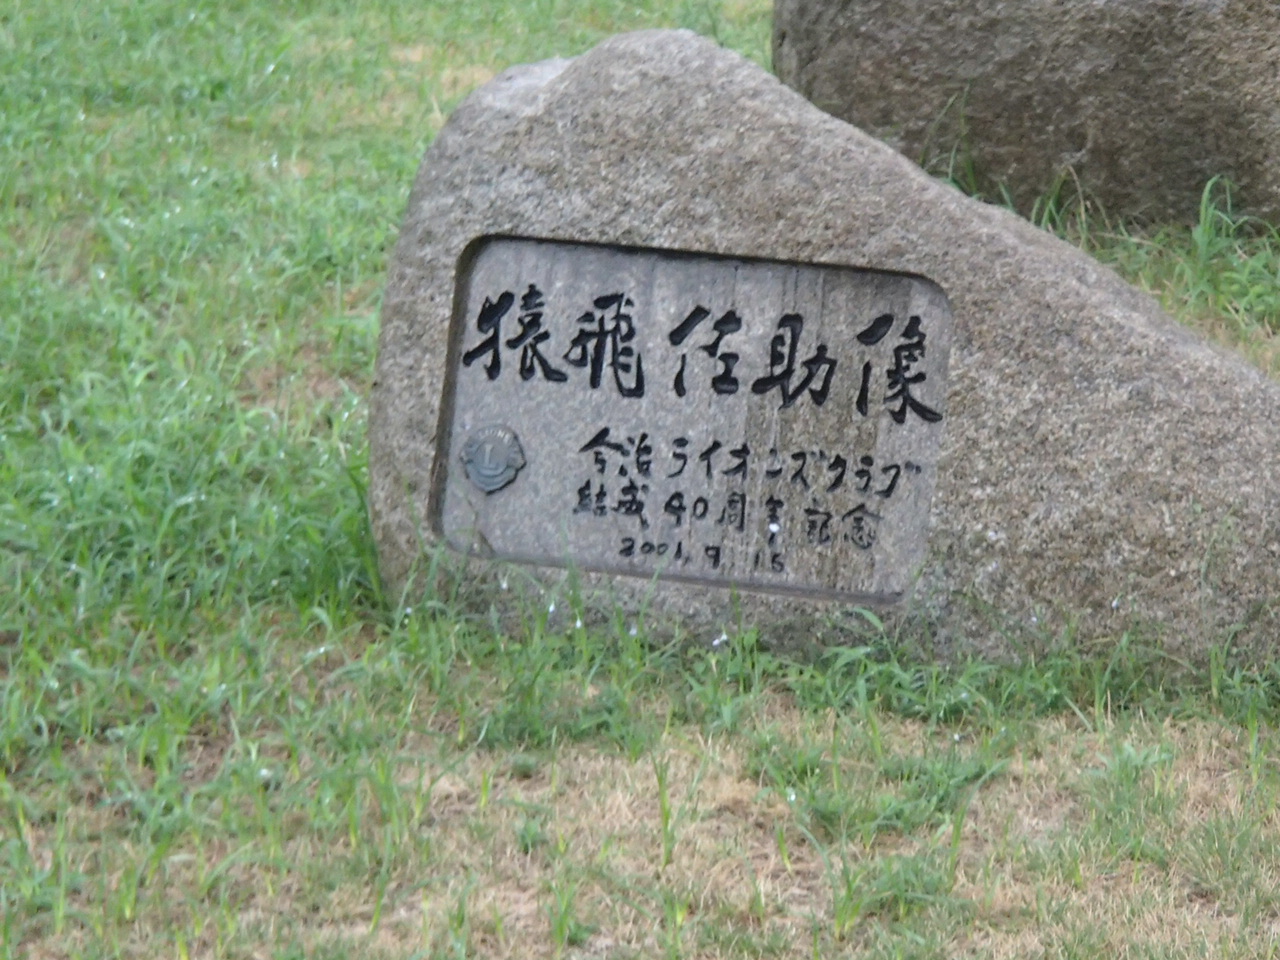 猿飛佐助像
今治ライオンズクラブ
結成40周年記念
2001.9.15